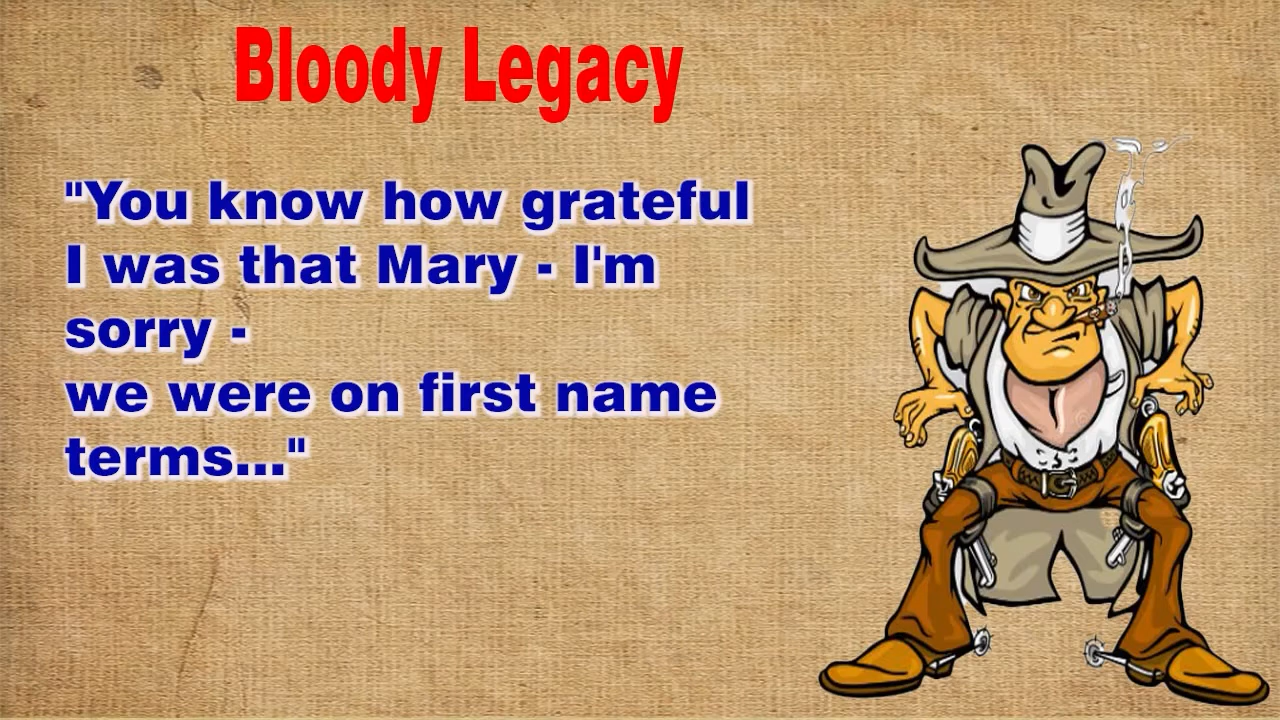 Bloody Legacy
"You know how grateful
I was that Mary - I'm
sorry -
we were on first name
terms..."